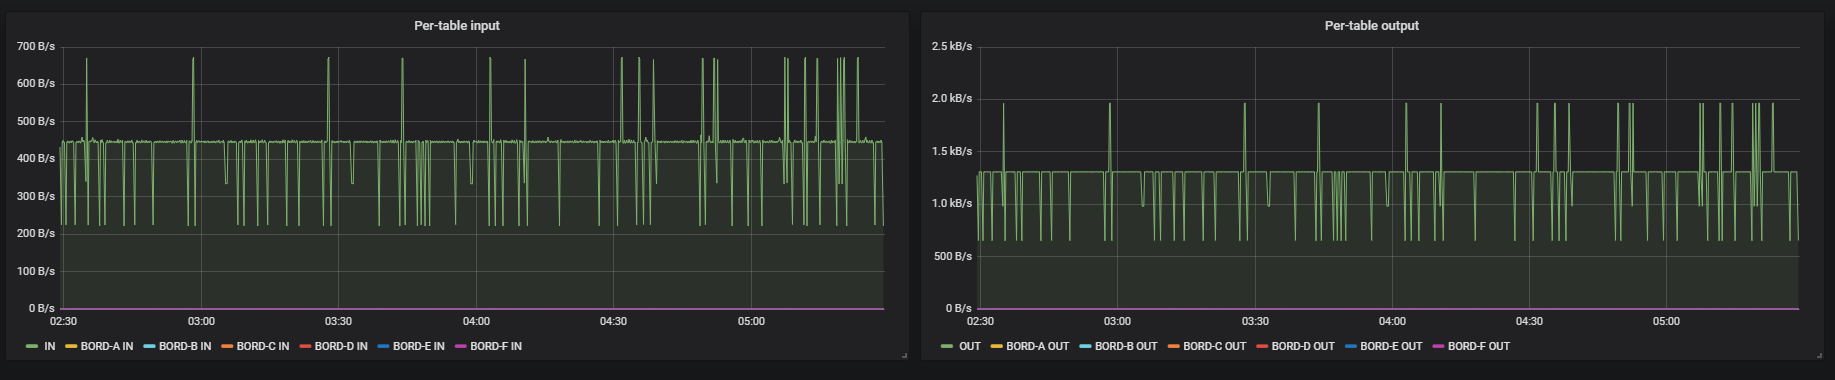 Per-table input
700 B/s
600 B/s
500 B/s
400 B/s
300 B/s
200 B/s
100 B/s
0 B/s
02:30 03:00 03:30 04:00 04:30 05:00
IN BORD-A IN BORD-B IN BORD-C IN BORD-D IN BORD-E IN BORD-F IN
Per-table output
2.5 kB/s
2.0 kB/s
1.5 kB/s
1.0 kB/s
500 B/s
0 B/s
02:30 03:00 03:30 04:00 04:30 05:00
OUT BORD-A OUT BORD-B OUT BORD-C OUT BORD-D OUT BORD-E OUT BORD-F OUT